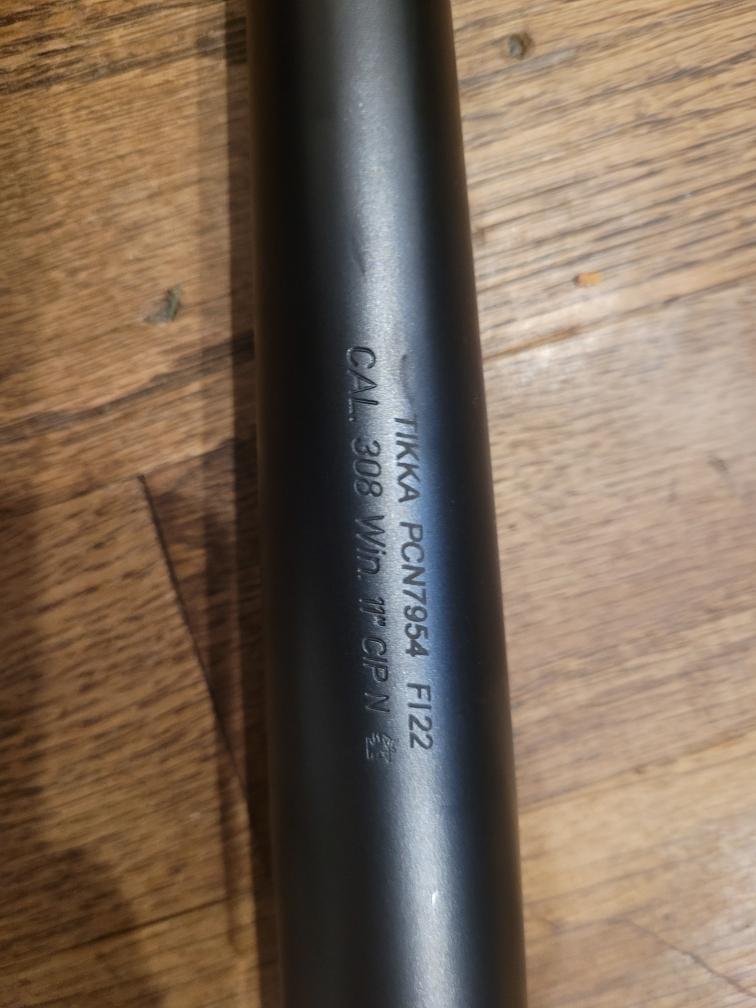 TIKKA PCN7954 FI22
CAL. 308 Win. 11" CIP N